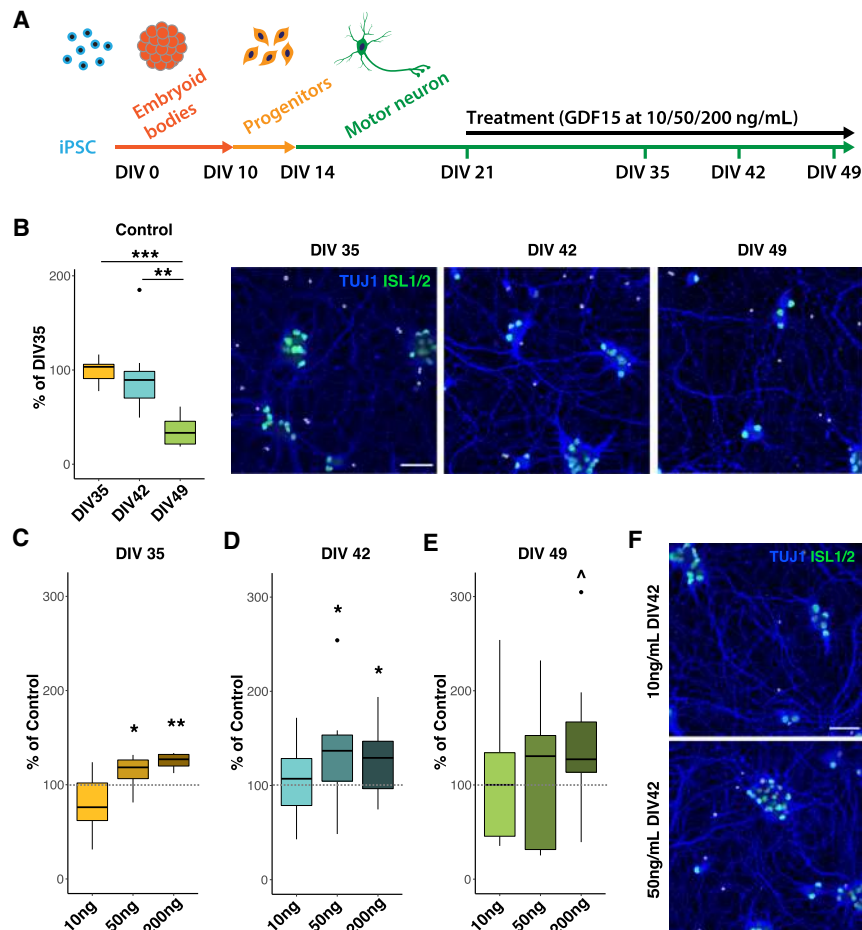 A
Embryoid
bodies
Progenitors
Motor neuron
Treatment (GDF15 at 10/50/200 ng/mL)
iPSC
DIV 0
DIV 10
DIV 14
DIV 21
DIV 35
DIV 42
DIV 49
B
Control
***
**
% of DIV35
200
100
0
DIV35
DIV42
DIV49
DIV 35
DIV 42
DIV 49
TUJ1 ISL1/2
C
DIV 35
% of Control
300
200
100
0
*
**
10ng
50ng
200ng
D
DIV 42
% of Control
300
200
100
0
*
*
10ng
50ng
200ng
E
DIV 49
% of Control
300
200
100
0
^
10ng
50ng
200ng
F
TUJ1 ISL1/2
10ng/mL DIV42
50ng/mL DIV42